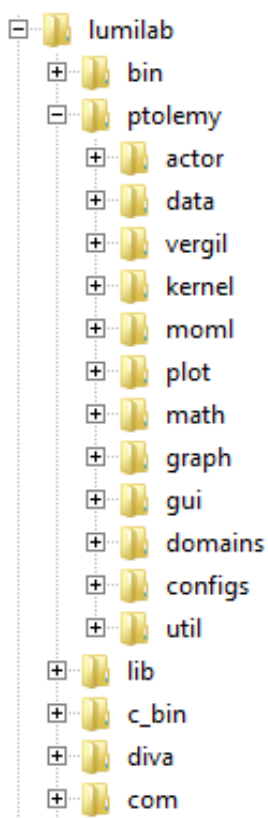 lumilab
bin
ptolemy
actor
data
vergil
kernel
moml
plot
math
graph
gui
domains
configs
util
lib
c_bin
diva
com